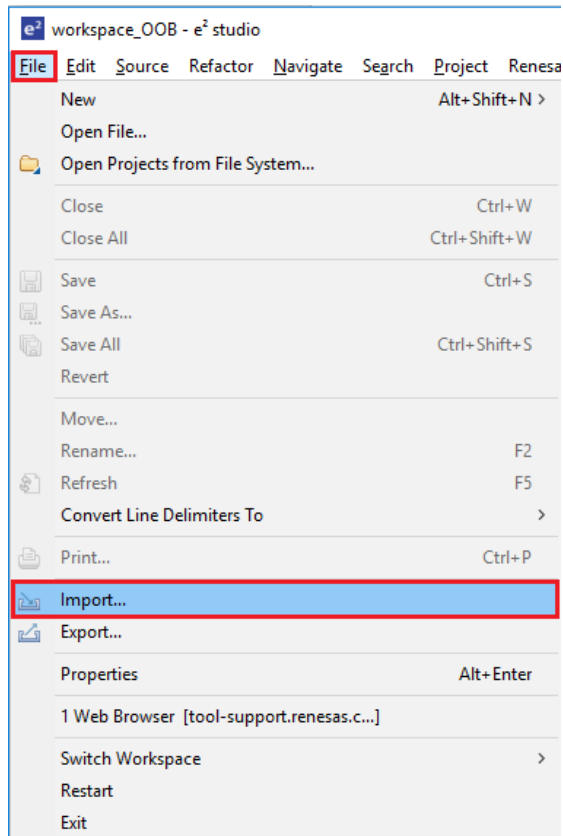 e² workspace_OOB - e² studio
File Edit Source Refactor Navigate Search Project Renesa
New Alt+Shift+N >
Open File...
Open Projects from File System...
Close Ctrl+W
Close All Ctrl+Shift+W
Save Ctrl+S
Save As...
Save All Ctrl+Shift+S
Revert
Move...
Rename... F2
Refresh F5
Convert Line Delimiters To >
Print... Ctrl+P
Import...
Export...
Properties Alt+Enter
1 Web Browser [tool-support.renesas.c...]
Switch Workspace >
Restart
Exit